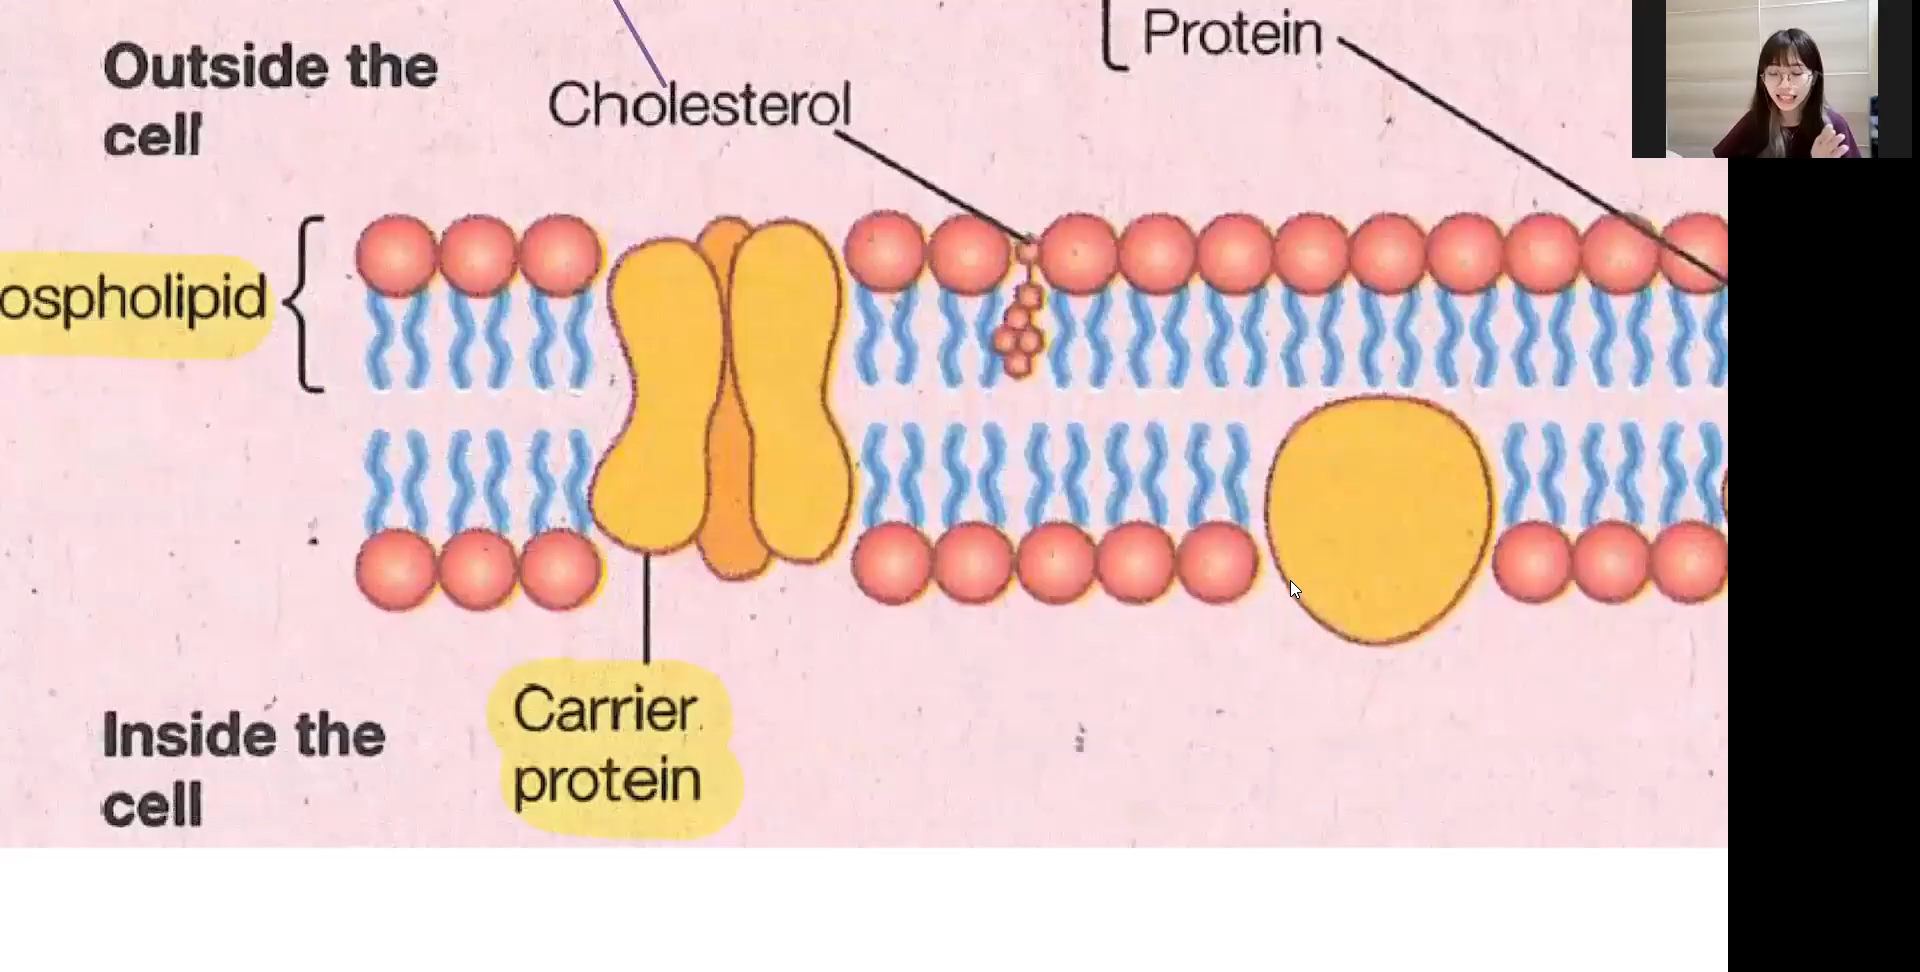 Outside the
cell
Cholesterol
Protein
ospholipid
Carrier
protein
Inside the
cell